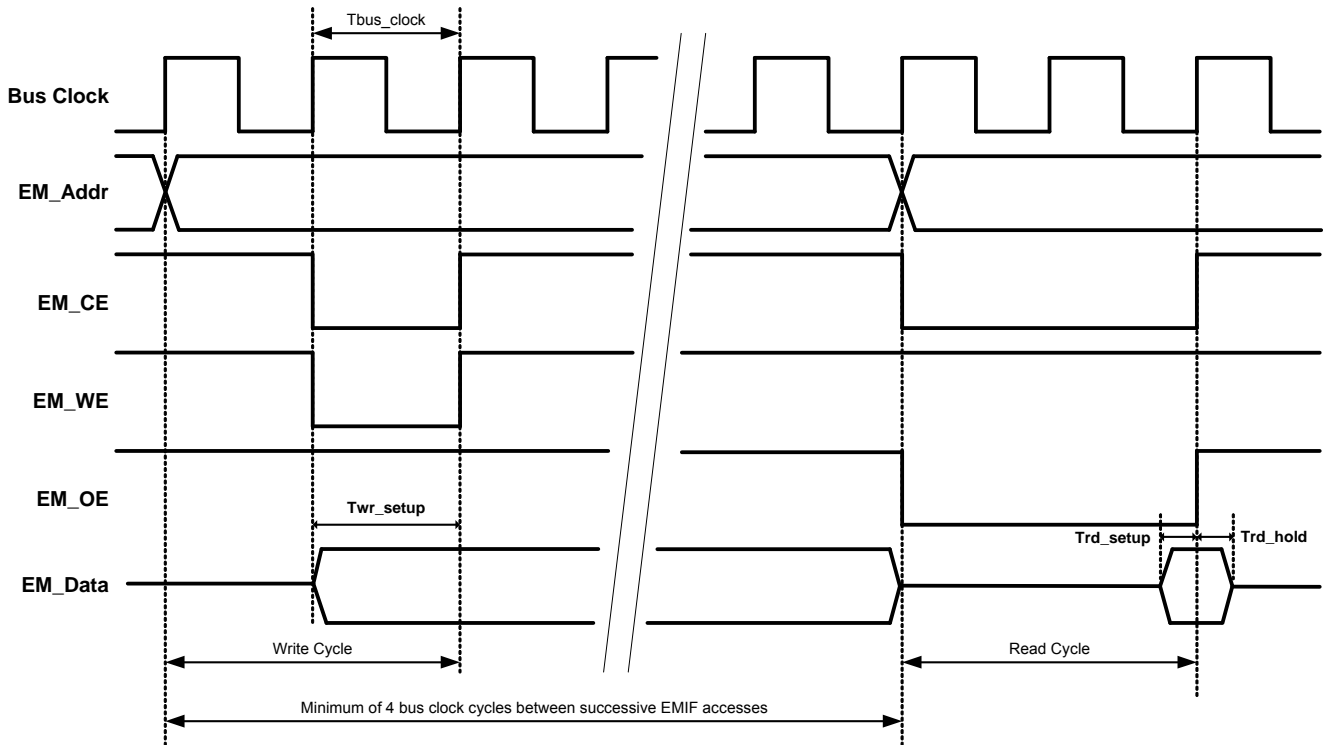 Tbus_clock
Bus Clock
EM_Addr
EM_CE
EM_WE
EM_OE
Twr_setup
Trd_setup
Trd_hold
EM_Data
Write Cycle
Read Cycle
Minimum of 4 bus clock cycles between successive EMIF accesses